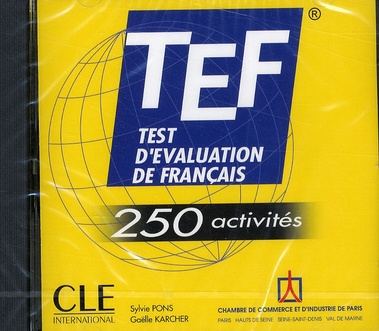 TEF®
TEST
D'EVALUATION
DE FRANÇAIS
250 activités
CLE
INTERNATIONAL
Sylvie PONS
Gaëlle KARCHER
CHAMBRE DE COMMERCE ET D'INDUSTRIE DE PARIS
PARIS HAUTS-DE-SEINE SEINE-SAINT-DENIS VAL DE MARNE